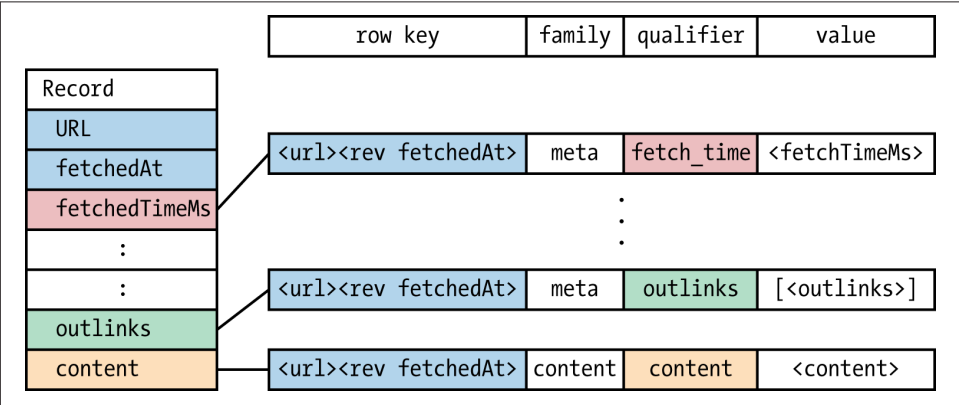 row key family qualifier value
Record
URL
fetchedAt
fetchedTimeMs
:
:
outlinks
content
<url><rev fetchedAt> meta fetch_time <fetchTimeMs>
<url><rev fetchedAt> meta outlinks [<outlinks>]
<url><rev fetchedAt> content content <content>